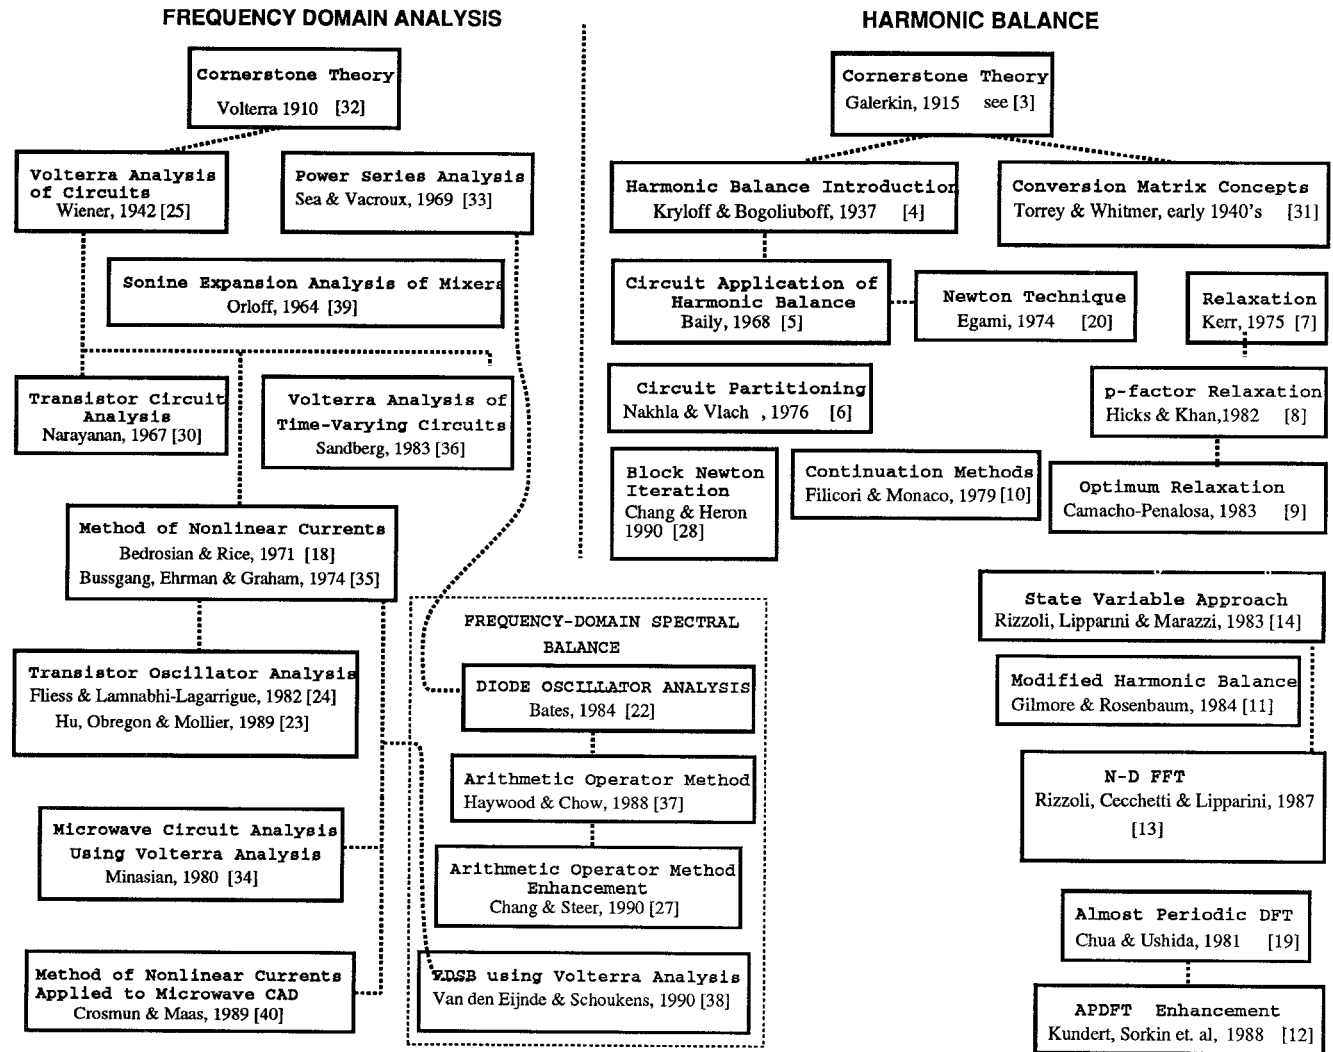 FREQUENCY DOMAIN ANALYSIS
Cornerstone Theory
Volterra 1910 [32]
Volterra Analysis
of Circuits
Wiener, 1942 [25]
Power Series Analysis
Sea & Vacroux, 1969 [33]
Sonine Expansion Analysis of Mixers
Orloff, 1964 [39]
Transistor Circuit
Analysis
Narayanan, 1967 [30]
Volterra Analysis of
Time-Varying Circuits
Sandberg, 1983 [36]
Method of Nonlinear Currents
Bedrosian & Rice, 1971 [18]
Bussgang, Ehrman & Graham, 1974 [35]
Transistor Oscillator Analysis
Fliess & Lamnabhi-Lagarrigue, 1982 [24]
Hu, Obregon & Mollier, 1989 [23]
Microwave Circuit Analysis
Using Volterra Analysis
Minasian, 1980 [34]
Method of Nonlinear Currents
Applied to Microwave CAD
Crosmun & Maas, 1989 [40]
FREQUENCY-DOMAIN SPECTRAL
BALANCE
DIODE OSCILLATOR ANALYSIS
Bates, 1984 [22]
Arithmetic Operator Method
Haywood & Chow, 1988 [37]
Arithmetic Operator Method
Enhancement
Chang & Steer, 1990 [27]
FDSB using Volterra Analysis
Van den Eijnde & Schoukens, 1990 [38]
HARMONIC BALANCE
Cornerstone Theory
Galerkin, 1915 see [3]
Harmonic Balance Introduction
Kryloff & Bogoliuboff, 1937 [4]
Conversion Matrix Concepts
Torrey & Whitmer, early 1940's [31]
Circuit Application of
Harmonic Balance
Baily, 1968 [5]
Newton Technique
Egami, 1974 [20]
Relaxation
Kerr, 1975 [7]
Circuit Partitioning
Nakhla & Vlach , 1976 [6]
p-factor Relaxation
Hicks & Khan,1982 [8]
Block Newton
Iteration
Chang & Heron
1990 [28]
Continuation Methods
Filicori & Monaco, 1979 [10]
Optimum Relaxation
Camacho-Penalosa, 1983 [9]
State Variable Approach
Rizzoli, Lipparini & Marazzi, 1983 [14]
Modified Harmonic Balance
Gilmore & Rosenbaum, 1984 [11]
N-D FFT
Rizzoli, Cecchetti & Lipparini, 1987
[13]
Almost Periodic DFT
Chua & Ushida, 1981 [19]
APDFT Enhancement
Kundert, Sorkin et. al, 1988 [12]